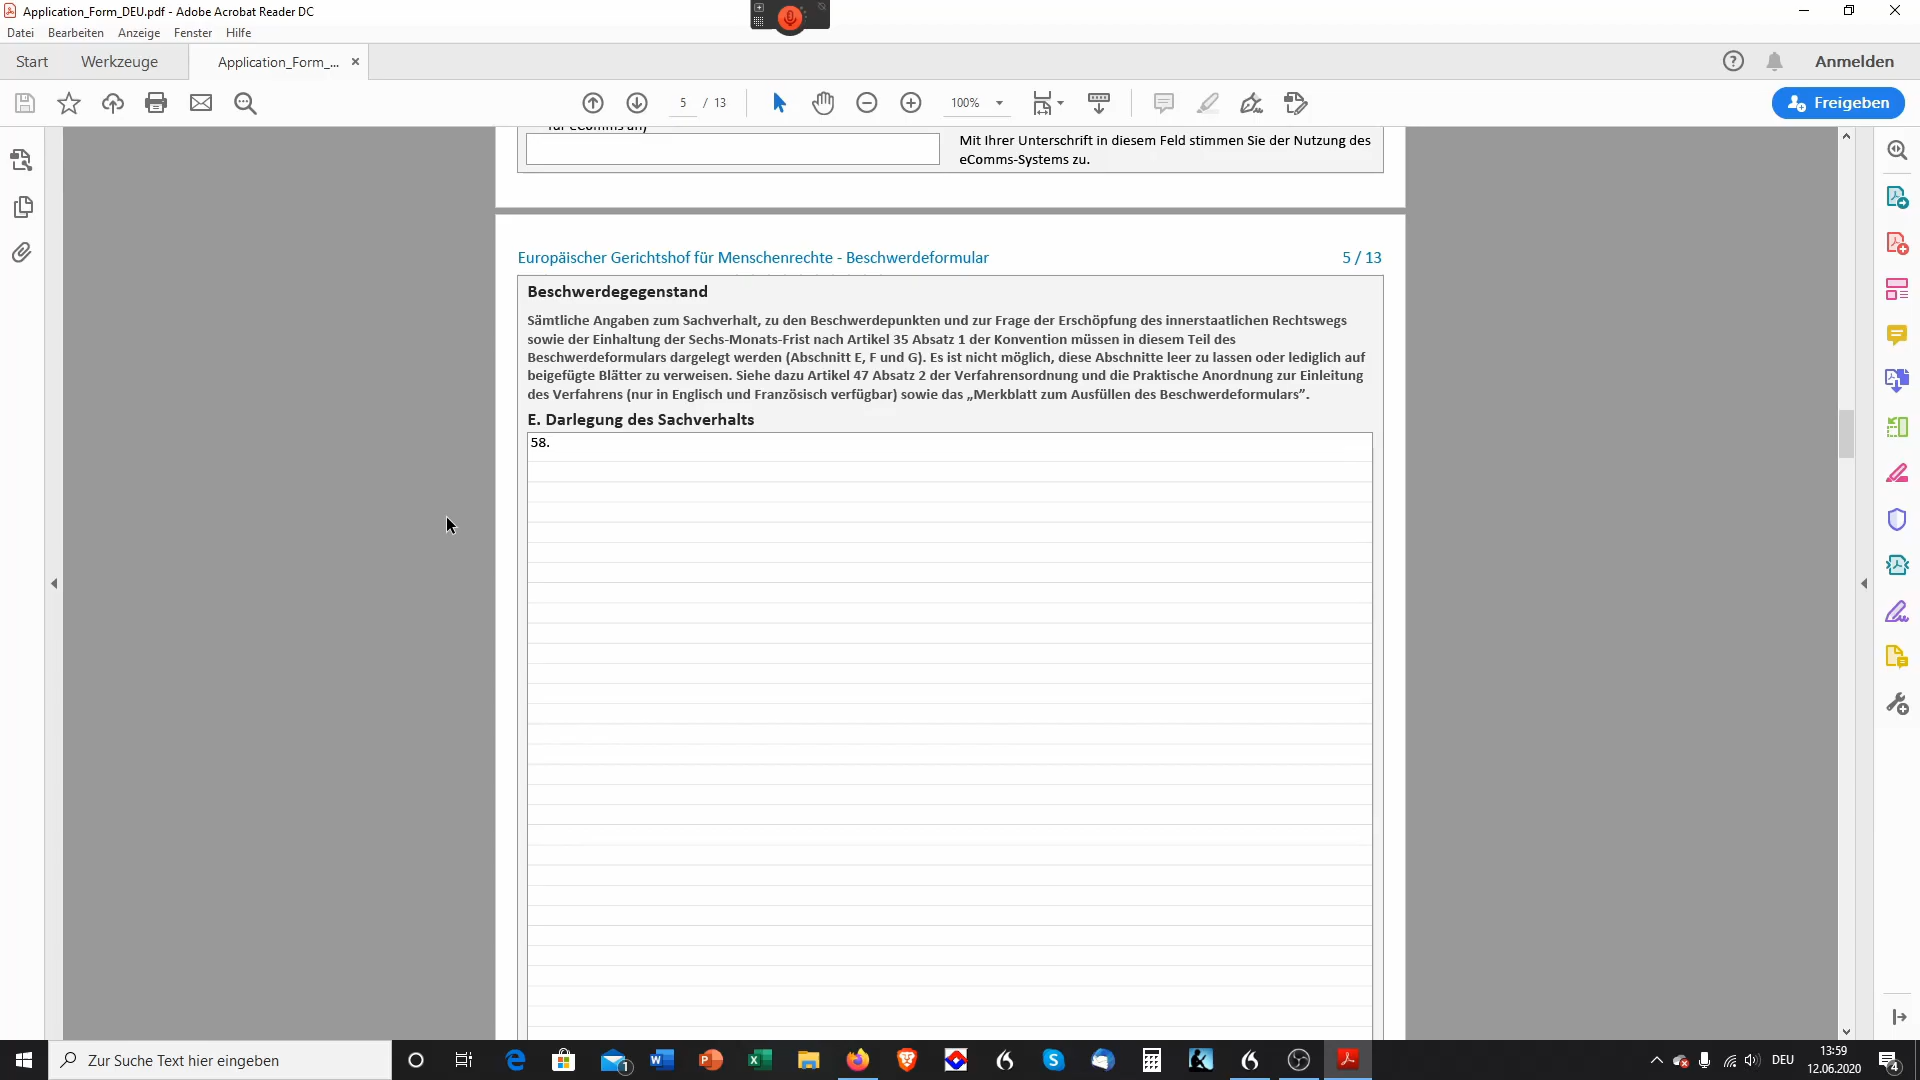 Application_Form_DEU.pdf - Adobe Acrobat Reader DC
Datei Bearbeiten Anzeige Fenster Hilfe
Start Werkzeuge Application_Form_... × Anmelden
5 / 13 100% Freigeben
für eComms an)
Mit Ihrer Unterschrift in diesem Feld stimmen Sie der Nutzung des
eComms-Systems zu.
Europäischer Gerichtshof für Menschenrechte - Beschwerdeformular 5 / 13
Beschwerdegegenstand
Sämtliche Angaben zum Sachverhalt, zu den Beschwerdepunkten und zur Frage der Erschöpfung des innerstaatlichen Rechtswegs
sowie der Einhaltung der Sechs-Monats-Frist nach Artikel 35 Absatz 1 der Konvention müssen in diesem Teil des
Beschwerdeformulars dargelegt werden (Abschnitt E, F und G). Es ist nicht möglich, diese Abschnitte leer zu lassen oder lediglich auf
beigefügte Blätter zu verweisen. Siehe dazu Artikel 47 Absatz 2 der Verfahrensordnung und die Praktische Anordnung zur Einleitung
des Verfahrens (nur in Englisch und Französisch verfügbar) sowie das „Merkblatt zum Ausfüllen des Beschwerdeformulars”.
E. Darlegung des Sachverhalts
58.
Zur Suche Text hier eingeben
1
DEU
13:59
12.06.2020
4